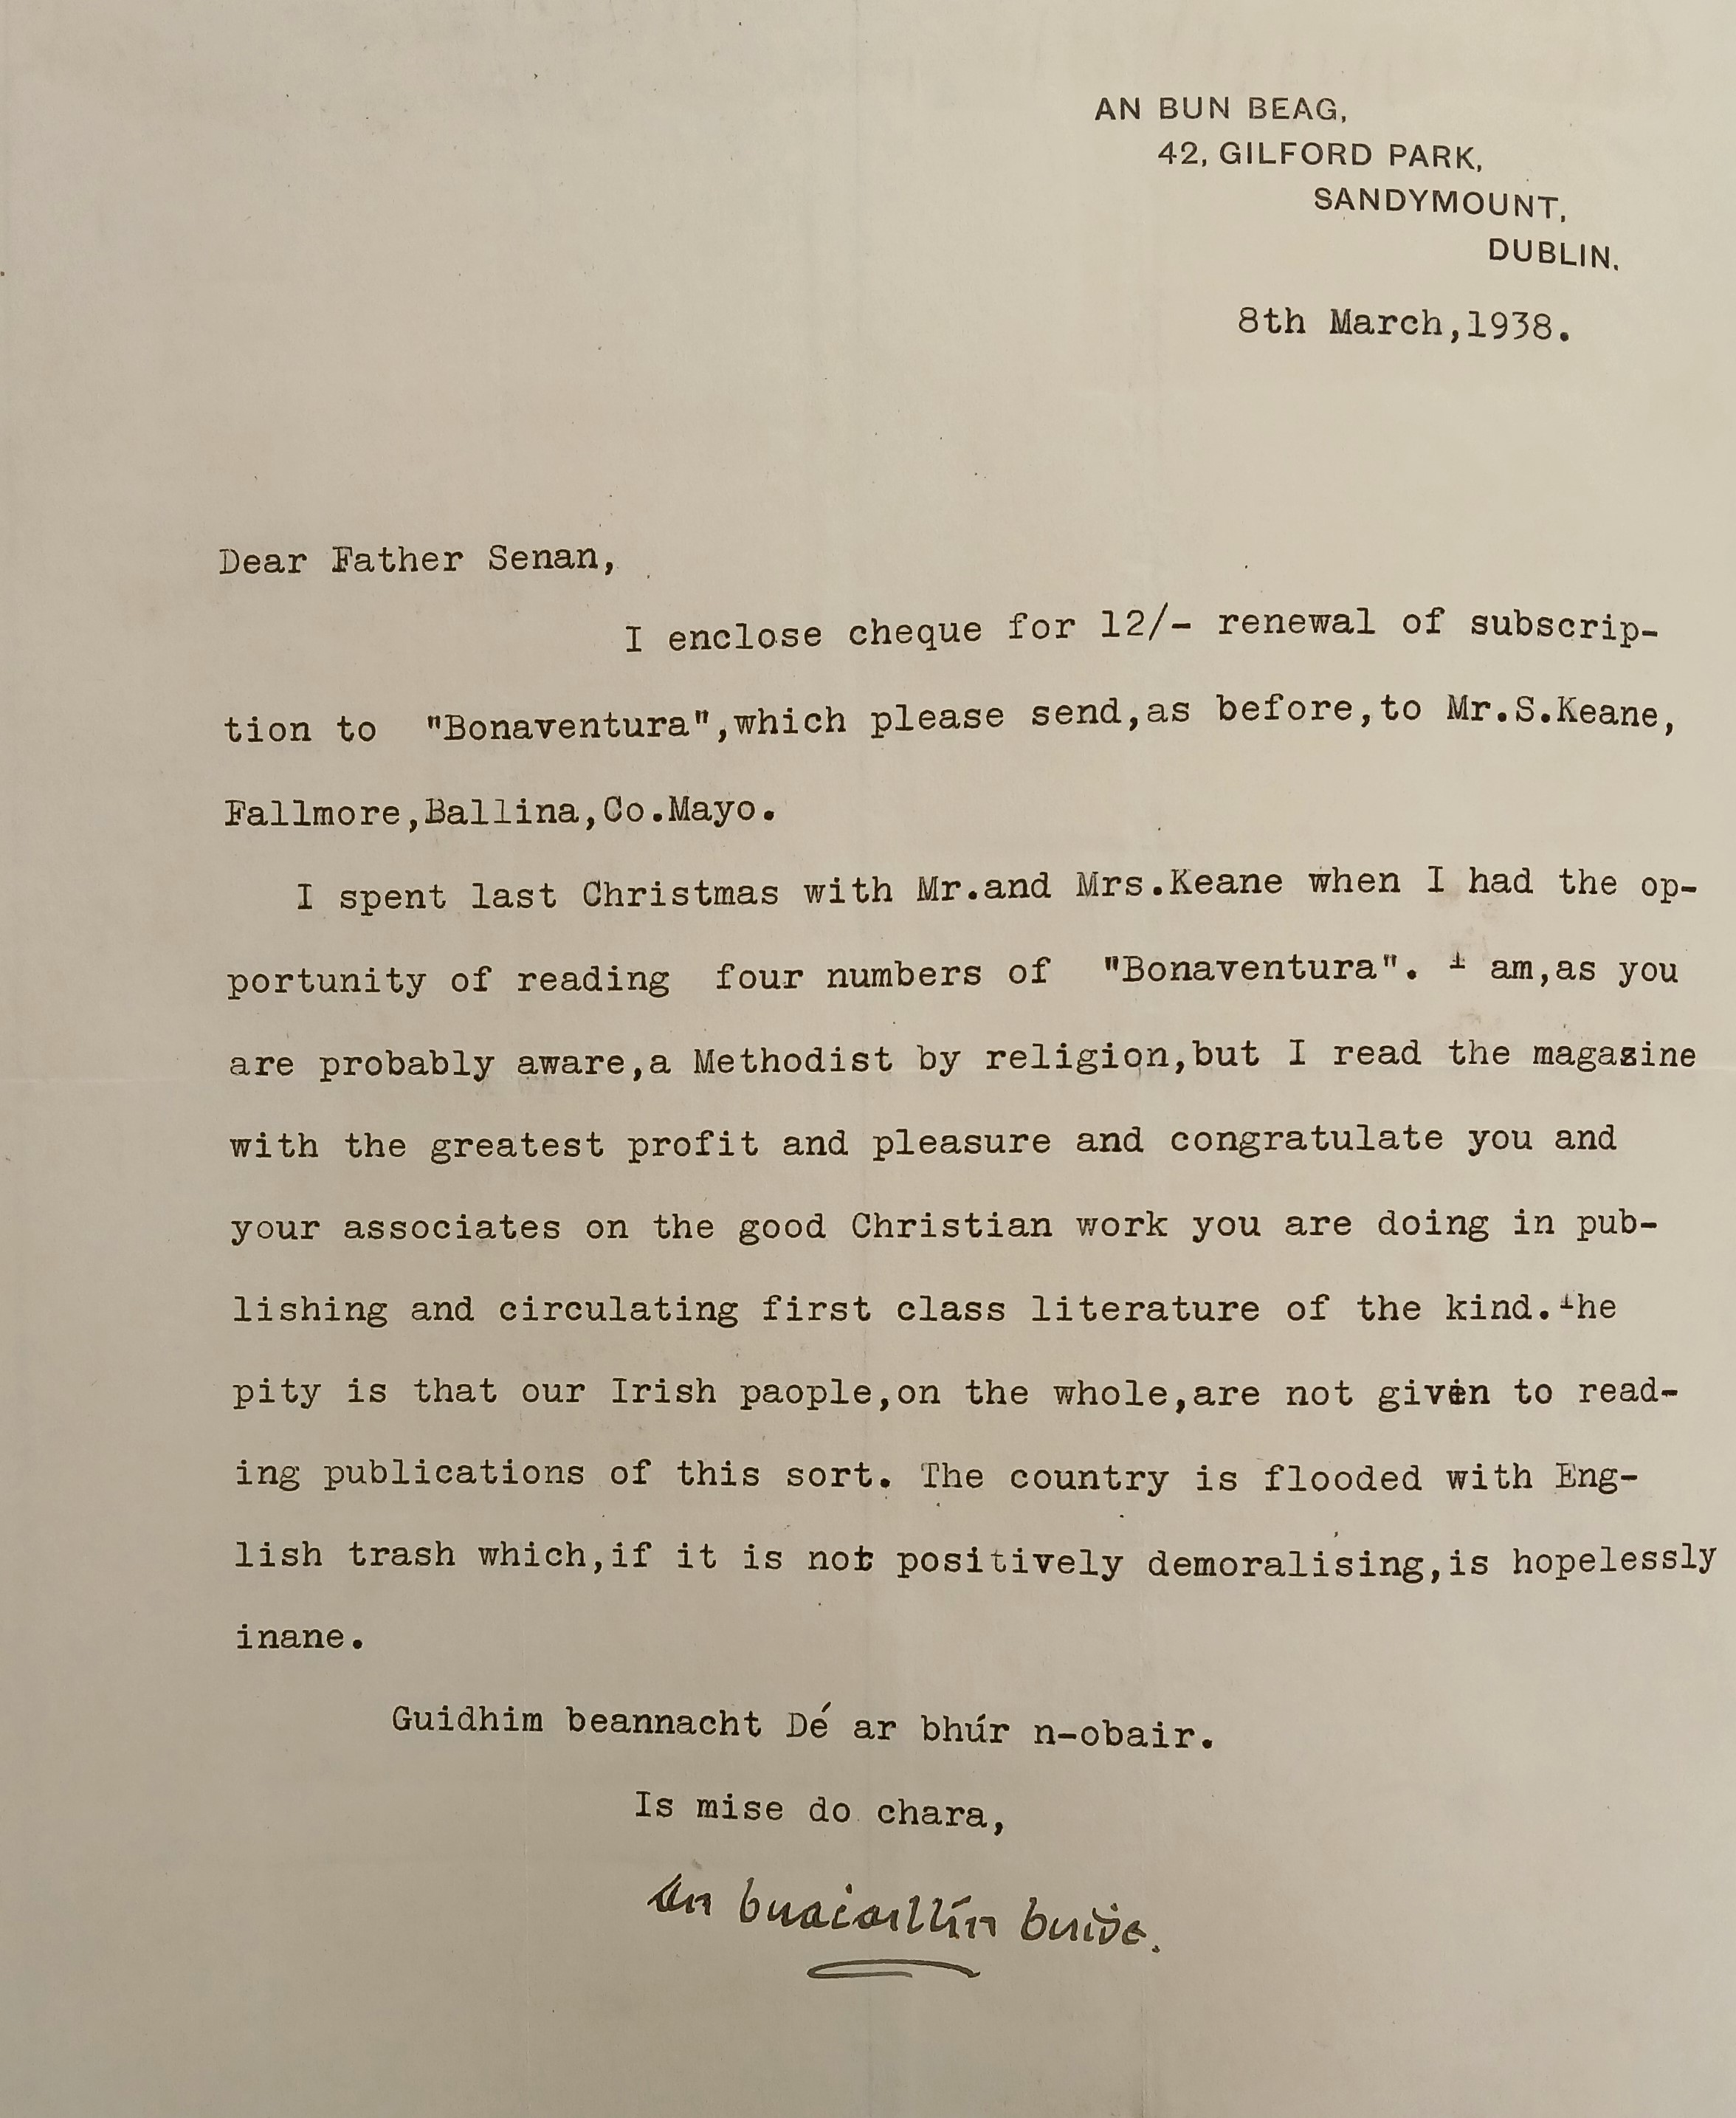 AN BUN BEAG,
42, GILFORD PARK,
SANDYMOUNT,
DUBLIN.
8th March,1938.
Dear Father Senan,
I enclose cheque for 12/- renewal of subscrip-
tion to "Bonaventura",which please send,as before,to Mr.S.Keane,
Fallmore,Ballina,Co.Mayo.
I spent last Christmas with Mr.and Mrs.Keane when I had the op-
portunity of reading four numbers of "Bonaventura". I am,as you
are probably aware,a Methodist by religion,but I read the magasine
with the greatest profit and pleasure and congratulate you and
your associates on the good Christian work you are doing in pub-
lishing and circulating first class literature of the kind.The
pity is that our Irish paople,on the whole,are not given to read-
ing publications of this sort. The country is flooded with Eng-
lish trash which,if it is not positively demoralising,is hopelessly
inane.
Guidhim beannacht Dé ar bhúr n-obair.
Is mise do chara,
An buaċaillín buiḋe.